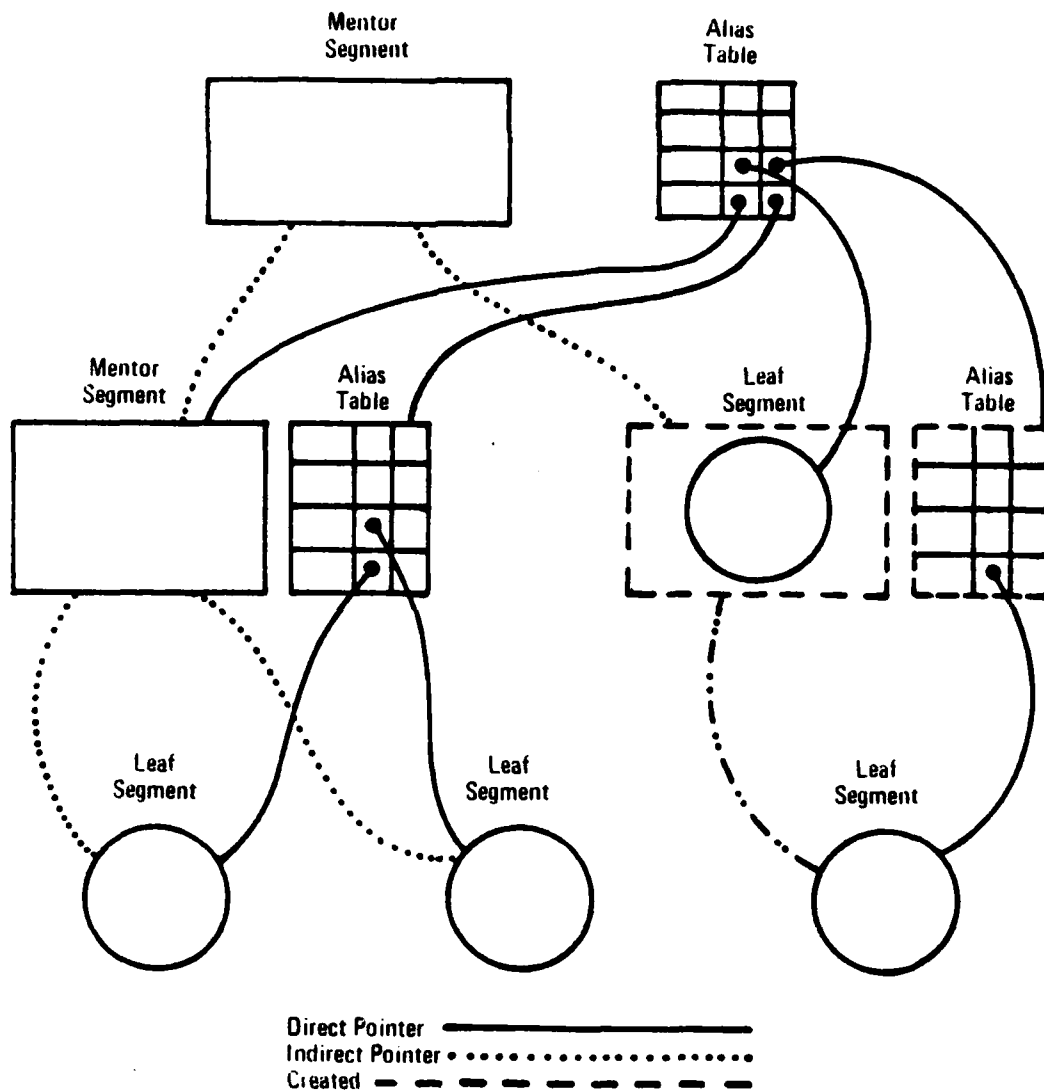 Mentor
Segment
Alias
Table
Mentor
Segment
Alias
Table
Leaf
Segment
Alias
Table
Leaf
Segment
Leaf
Segment
Leaf
Segment
Direct Pointer
Indirect Pointer
Created